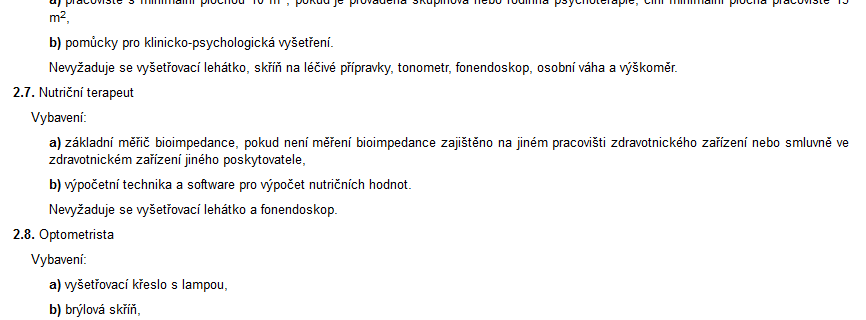 a) pracoviště s minimální plochou 10 m², pokud je prováděna skupinová nebo rodinná psychoterapie, činí minimální plocha pracoviště 15
m²,
b) pomůcky pro klinicko-psychologická vyšetření.
Nevyžaduje se vyšetřovací lehátko, skříň na léčivé přípravky, tonometr, fonendoskop, osobní váha a výškoměr.
2.7. Nutriční terapeut
Vybavení:
a) základní měřič bioimpedance, pokud není měření bioimpedance zajištěno na jiném pracovišti zdravotnického zařízení nebo smluvně ve
zdravotnickém zařízení jiného poskytovatele,
b) výpočetní technika a software pro výpočet nutričních hodnot.
Nevyžaduje se vyšetřovací lehátko a fonendoskop.
2.8. Optometrista
Vybavení:
a) vyšetřovací křeslo s lampou,
b) brýlová skříň,